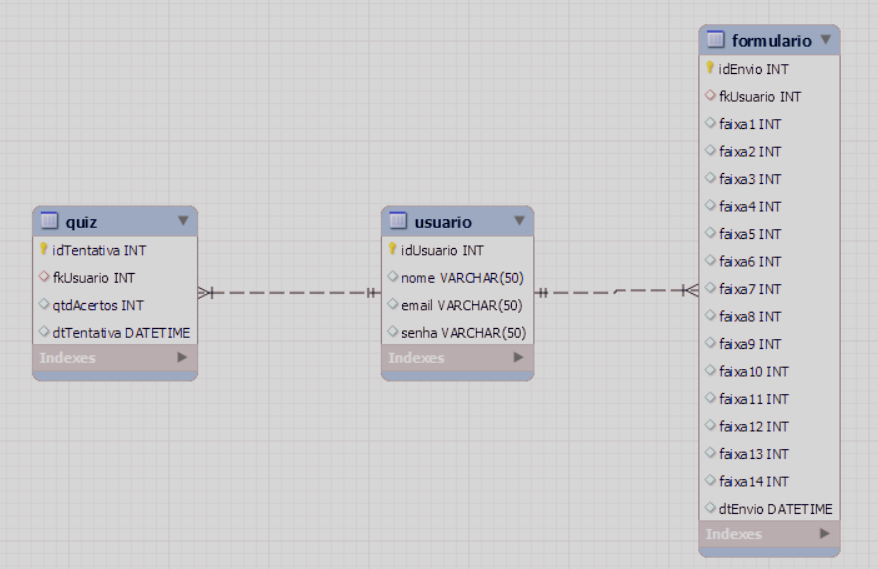 quiz
idTentativa INT
fkUsuario INT
qtdAcertos INT
dtTentativa DATETIME
Indexes
usuario
idUsuario INT
nome VARCHAR(50)
email VARCHAR(50)
senha VARCHAR(50)
Indexes
formulario
idEnvio INT
fkUsuario INT
faixa1 INT
faixa2 INT
faixa3 INT
faixa4 INT
faixa5 INT
faixa6 INT
faixa7 INT
faixa8 INT
faixa9 INT
faixa10 INT
faixa11 INT
faixa12 INT
faixa13 INT
faixa14 INT
dtEnvio DATETIME
Indexes